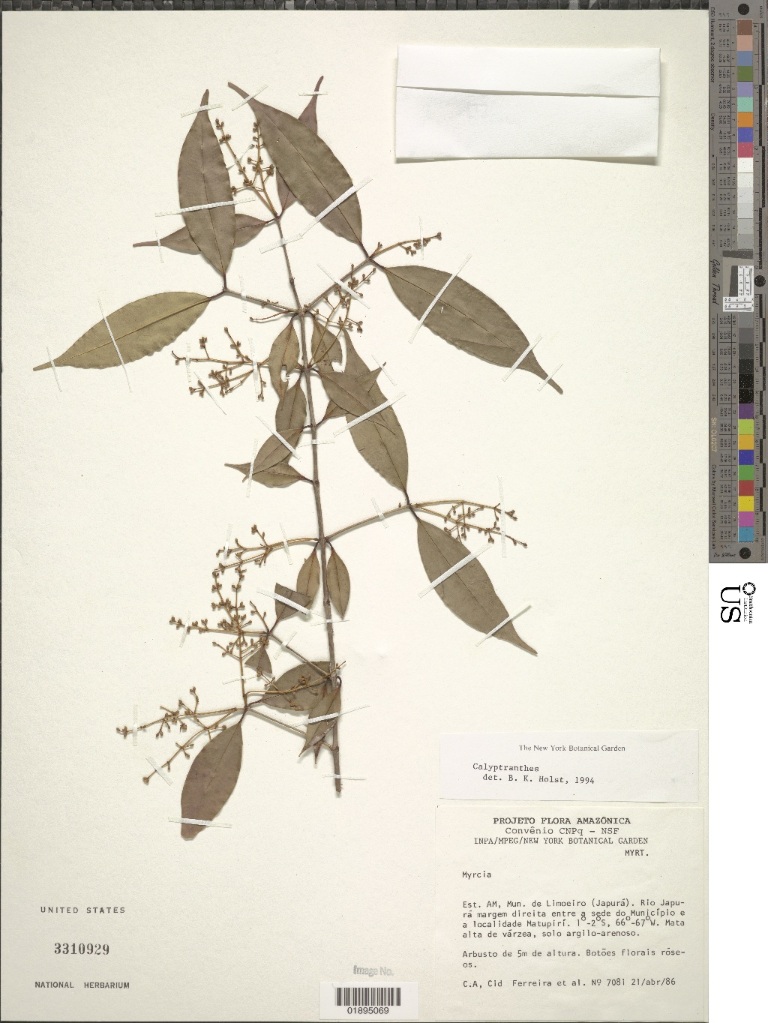 The New York Botanical Garden
Calyptranthes
det. B. K. Holst, 1994
PROJETO FLORA AMAZÔNICA
Convênio CNPq - NSF
INPA/MPEG/NEW YORK BOTANICAL GARDEN
MYRT.
Myrcia
Est. AM, Mun. de Limoeiro (Japurá). Rio Japu-
rá margem direita entre a sede do Município e
a localidade Matupirí. 1°-2°S, 66°-67°W. Mata
alta de várzea, solo argilo-arenoso.
Arbusto de 5m de altura. Botões florais róse-
os.
C.A, Cid Ferreira et al. Nº 7081 21/abr/86
UNITED STATES
3310929
NATIONAL HERBARIUM
Image No.
01895069
US